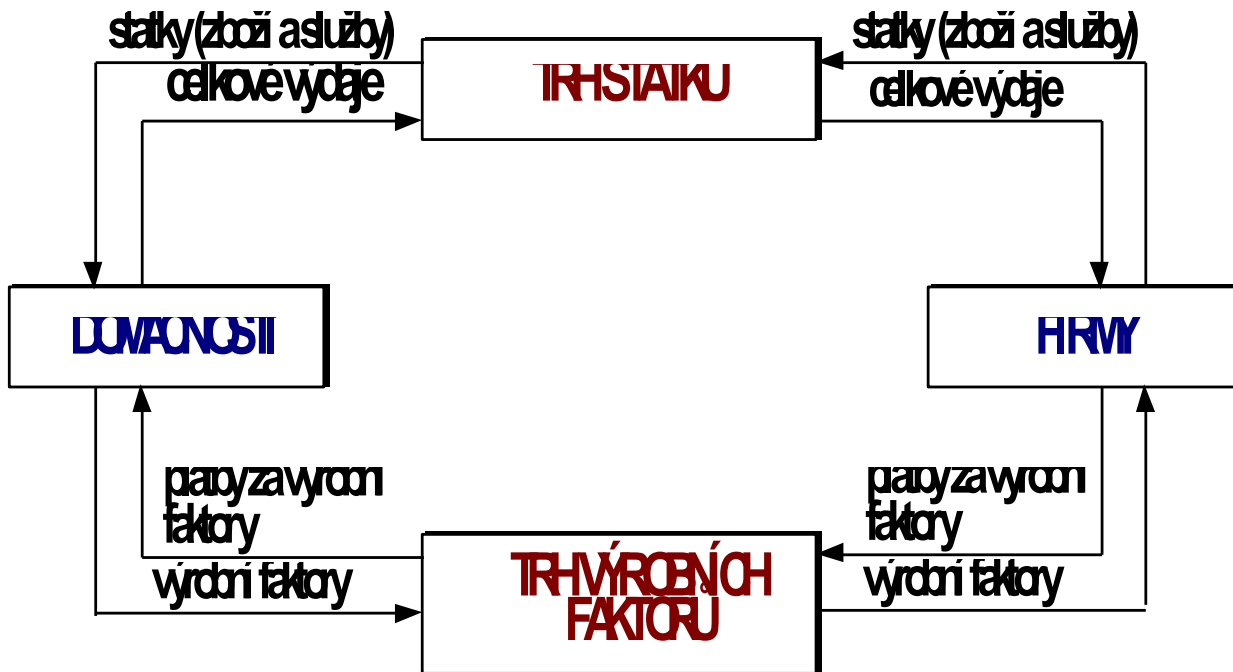 statky (zboží a služby)
celkové výdaje
TRH STATKŮ
statky (zboží a služby)
celkové výdaje
DOMÁCNOSTI
FIRMY
platby za výrobní
faktory
výrobní faktory
TRH VÝROBNÍCH
FAKTORŮ
platby za výrobní
faktory
výrobní faktory